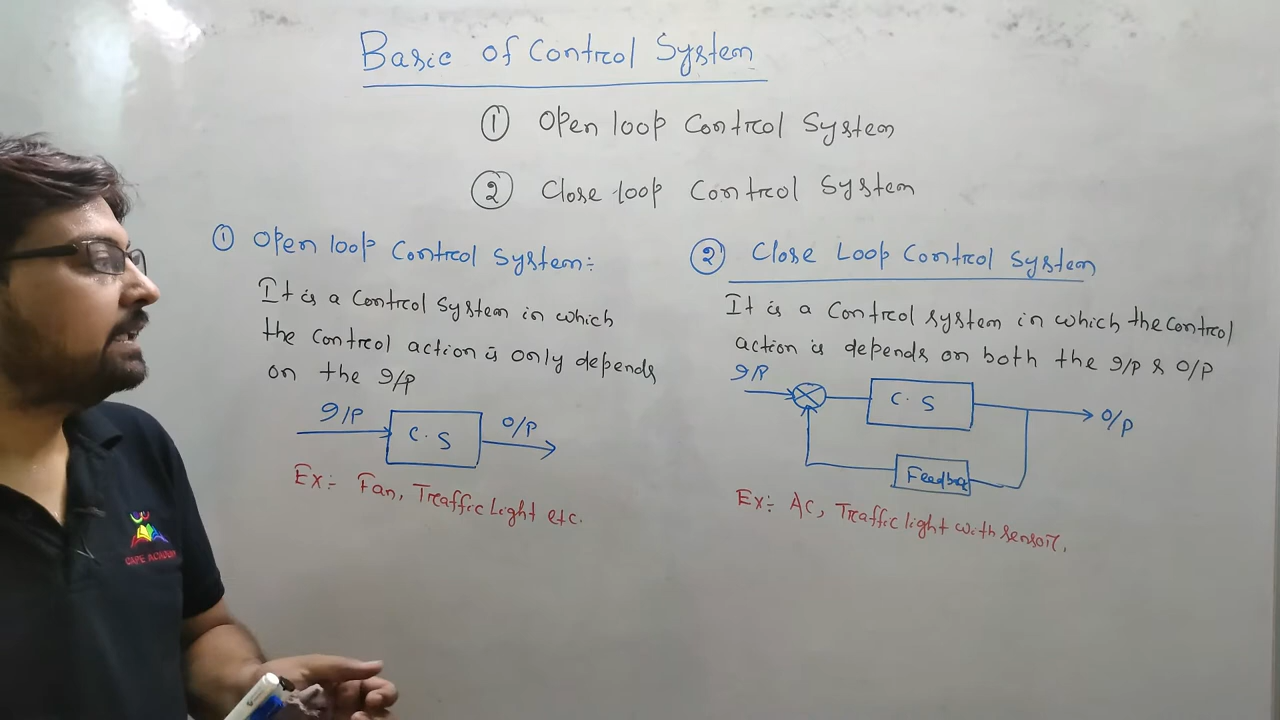 Basic of Control System
① Open loop Control System
② Close loop Control System
① Open loop Control System:-
It is a Control System in which
the Control action is only depends
on the I/P
I/P
C.S
O/P
Ex:- Fan, Traffic Light etc.
② Close Loop Control System
It is a Control system in which the Control
action is depends on both the I/P & O/P
I/P
C.S
O/P
Feedback
Ex:- AC, Traffic light with sensor.
CAPE ACADEMY